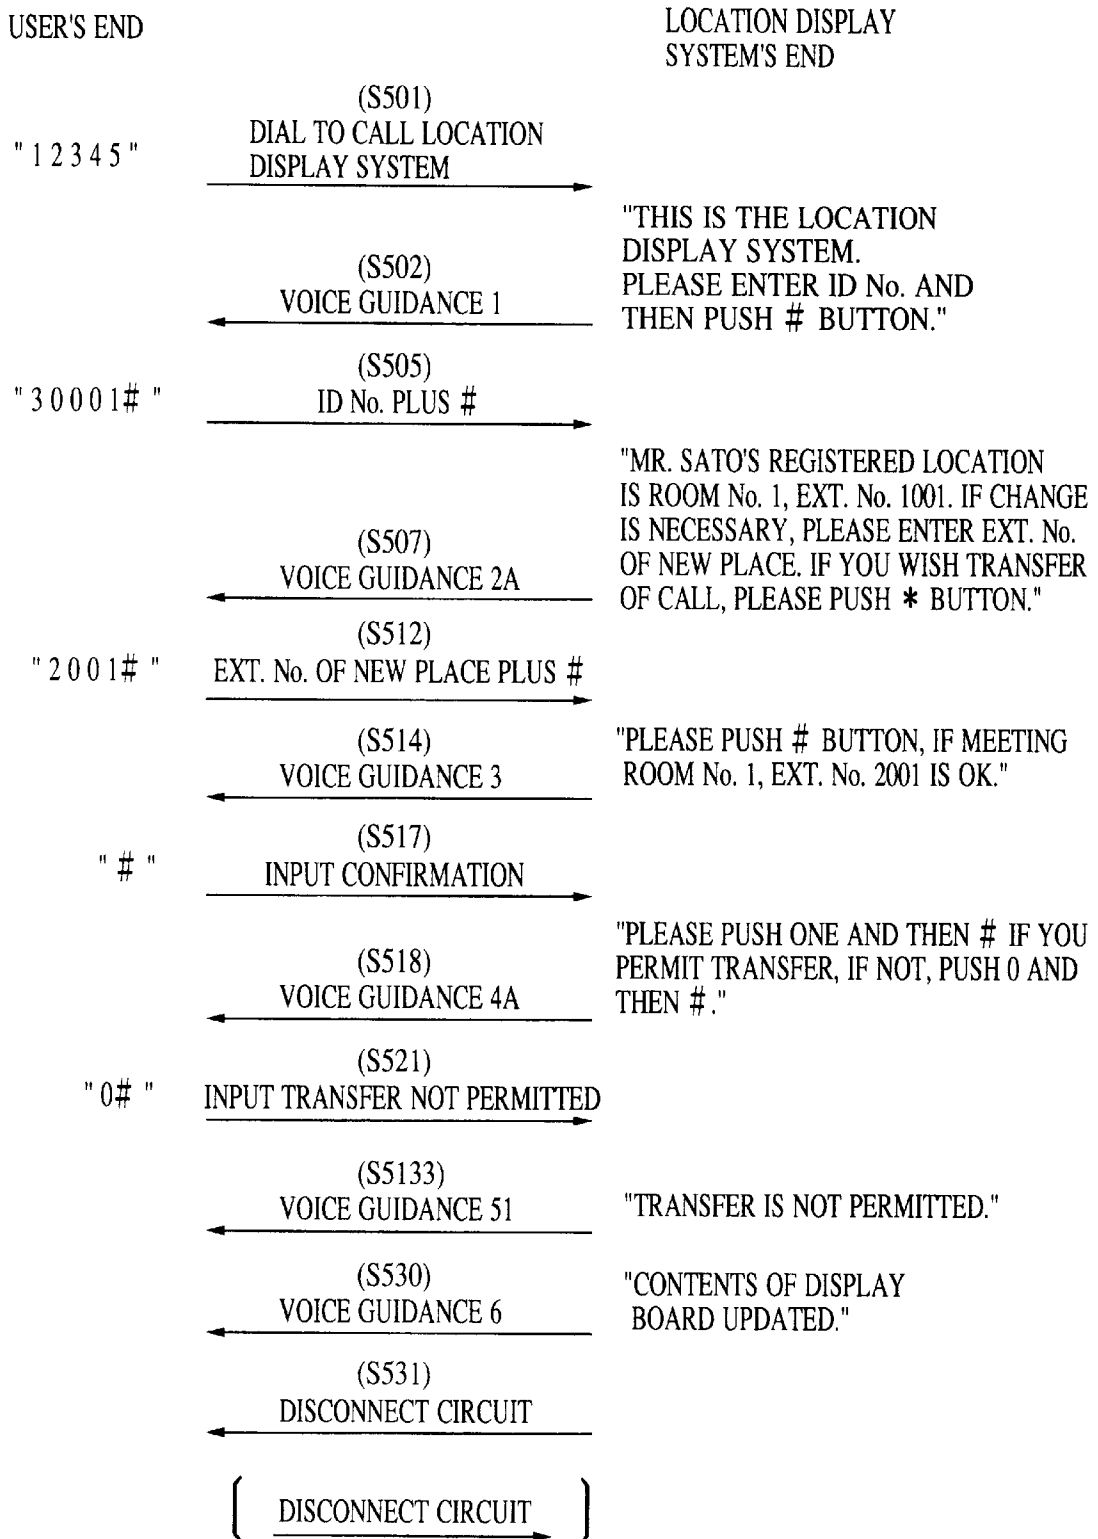 USER'S END
LOCATION DISPLAY
SYSTEM'S END
(S501)
DIAL TO CALL LOCATION
DISPLAY SYSTEM
"12345"
"THIS IS THE LOCATION
DISPLAY SYSTEM.
PLEASE ENTER ID No. AND
THEN PUSH # BUTTON."
(S502)
VOICE GUIDANCE 1
(S505)
"30001# "
ID No. PLUS #
"MR. SATO'S REGISTERED LOCATION
IS ROOM No. 1, EXT. No. 1001. IF CHANGE
IS NECESSARY, PLEASE ENTER EXT. No.
OF NEW PLACE. IF YOU WISH TRANSFER
OF CALL, PLEASE PUSH * BUTTON."
(S507)
VOICE GUIDANCE 2A
(S512)
"2001# "
EXT. No. OF NEW PLACE PLUS #
(S514)
VOICE GUIDANCE 3
"PLEASE PUSH # BUTTON, IF MEETING
ROOM No. 1, EXT. No. 2001 IS OK."
(S517)
" # "
INPUT CONFIRMATION
"PLEASE PUSH ONE AND THEN # IF YOU
PERMIT TRANSFER, IF NOT, PUSH 0 AND
THEN # ."
(S518)
VOICE GUIDANCE 4A
(S521)
" 0# "
INPUT TRANSFER NOT PERMITTED
(S5133)
VOICE GUIDANCE 51
"TRANSFER IS NOT PERMITTED."
(S530)
VOICE GUIDANCE 6
"CONTENTS OF DISPLAY
BOARD UPDATED."
(S531)
DISCONNECT CIRCUIT
( DISCONNECT CIRCUIT )